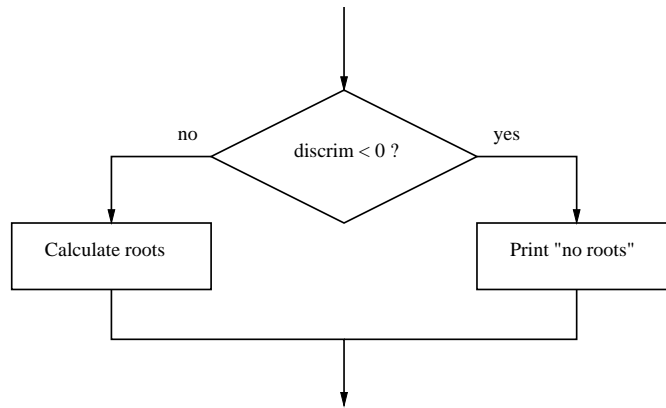 no
yes
discrim < 0 ?
Calculate roots
Print "no roots"